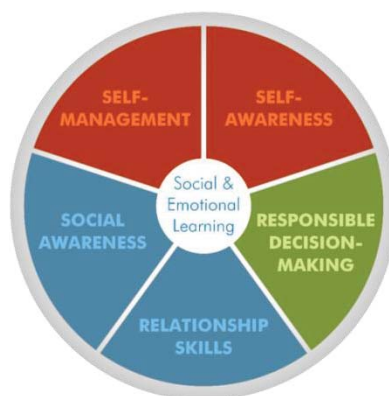 SELF-
MANAGEMENT
SELF-
AWARENESS
Social &
Emotional
Learning
SOCIAL
AWARENESS
RESPONSIBLE
DECISION-
MAKING
RELATIONSHIP
SKILLS